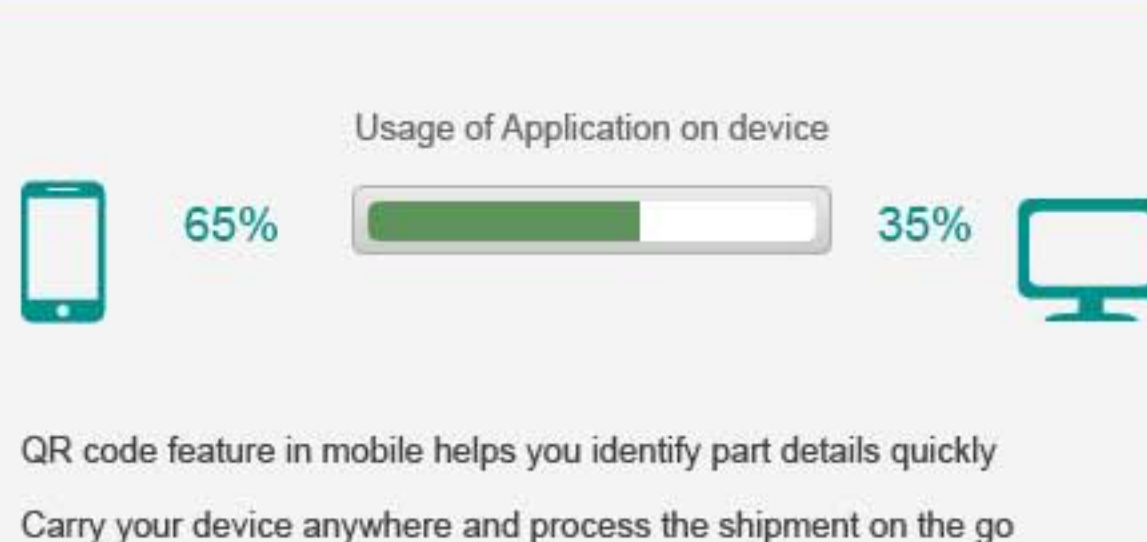 Usage of Application on device
65%
35%
QR code feature in mobile helps you identify part details quickly
Carry your device anywhere and process the shipment on the go